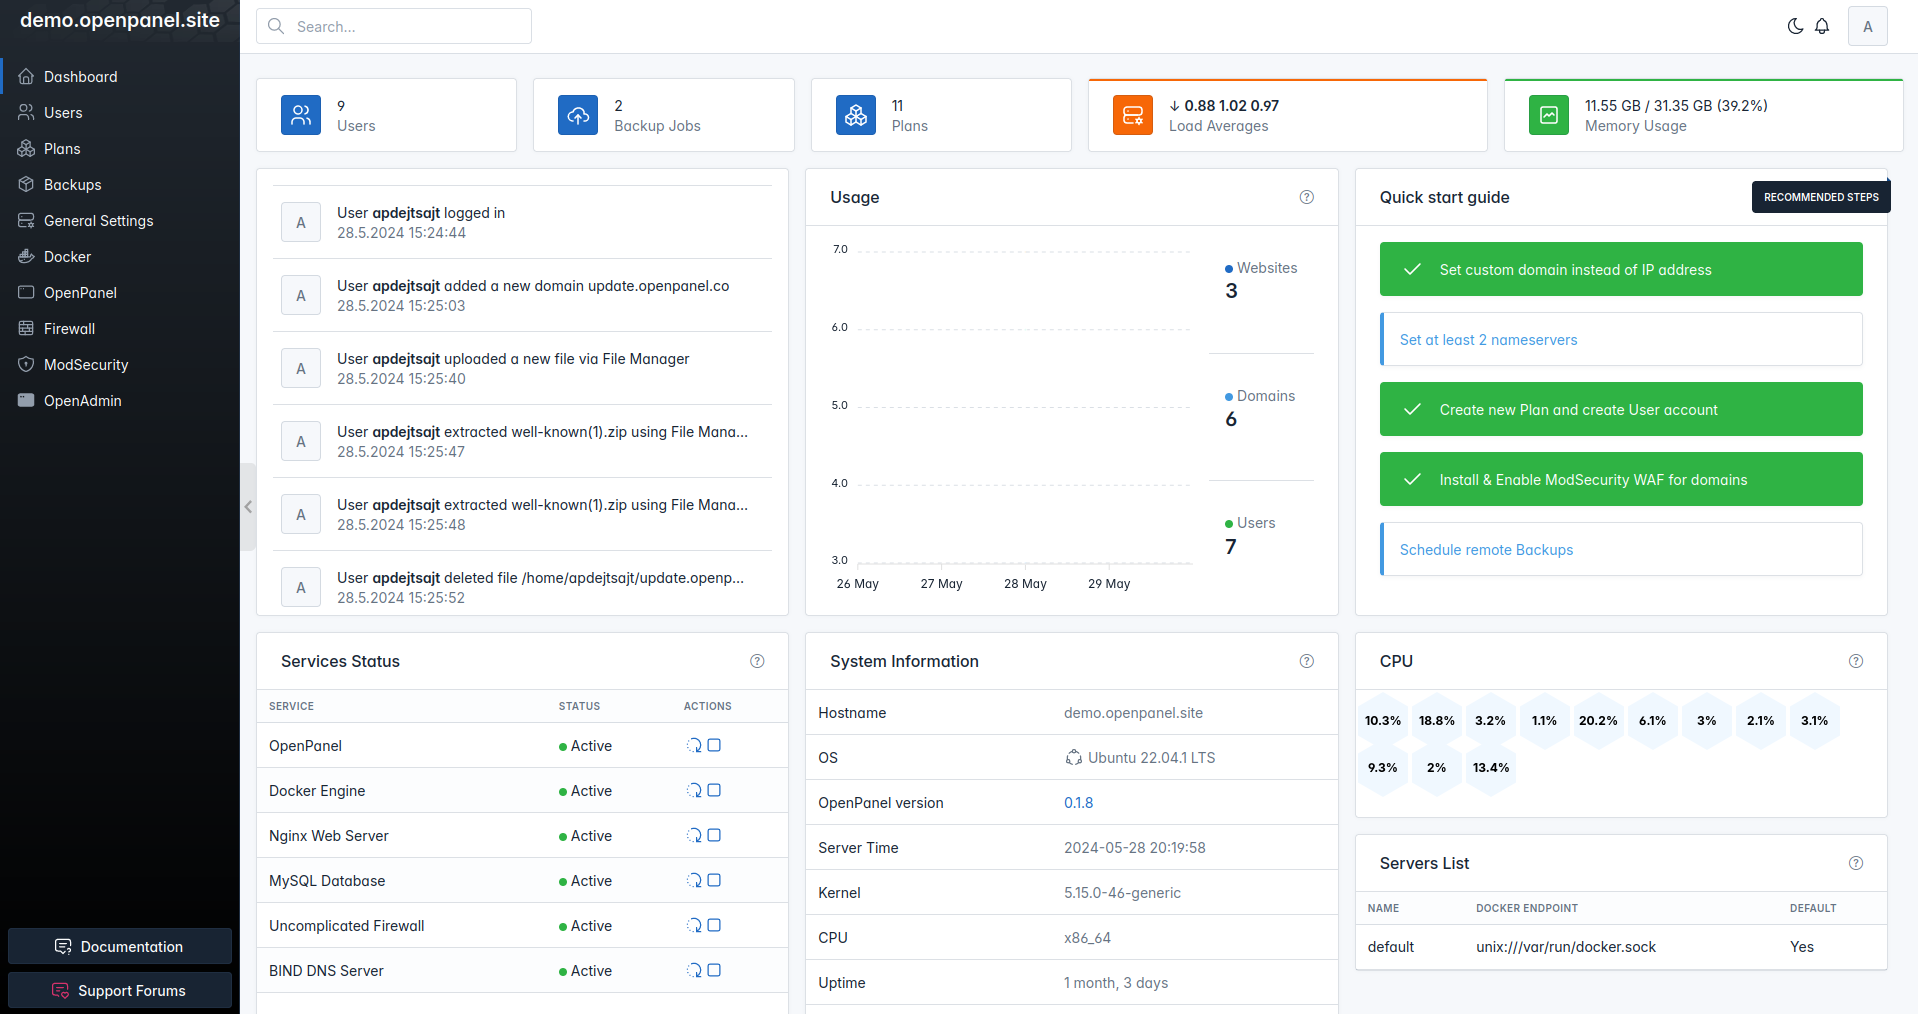 demo.openpanel.site
Search...
A
Dashboard
Users
Plans
Backups
General Settings
Docker
OpenPanel
Firewall
ModSecurity
OpenAdmin
Documentation
Support Forums
9
Users
2
Backup Jobs
11
Plans
↓ 0.88 1.02 0.97
Load Averages
11.55 GB / 31.35 GB (39.2%)
Memory Usage
A
User apdejtsajt logged in
28.5.2024 15:24:44
A
User apdejtsajt added a new domain update.openpanel.co
28.5.2024 15:25:03
A
User apdejtsajt uploaded a new file via File Manager
28.5.2024 15:25:40
A
User apdejtsajt extracted well-known(1).zip using File Mana...
28.5.2024 15:25:47
A
User apdejtsajt extracted well-known(1).zip using File Mana...
28.5.2024 15:25:48
A
User apdejtsajt deleted file /home/apdejtsajt/update.openp...
28.5.2024 15:25:52
Usage
7.0
6.0
5.0
4.0
3.0
26 May 27 May 28 May 29 May
Websites
3
Domains
6
Users
7
Quick start guide
RECOMMENDED STEPS
Set custom domain instead of IP address
Set at least 2 nameservers
Create new Plan and create User account
Install & Enable ModSecurity WAF for domains
Schedule remote Backups
Services Status
SERVICE STATUS ACTIONS
OpenPanel Active
Docker Engine Active
Nginx Web Server Active
MySQL Database Active
Uncomplicated Firewall Active
BIND DNS Server Active
System Information
Hostname demo.openpanel.site
OS Ubuntu 22.04.1 LTS
OpenPanel version 0.1.8
Server Time 2024-05-28 20:19:58
Kernel 5.15.0-46-generic
CPU x86_64
Uptime 1 month, 3 days
CPU
10.3% 18.8% 3.2% 1.1% 20.2% 6.1% 3% 2.1% 3.1%
9.3% 2% 13.4%
Servers List
NAME DOCKER ENDPOINT DEFAULT
default unix:///var/run/docker.sock Yes